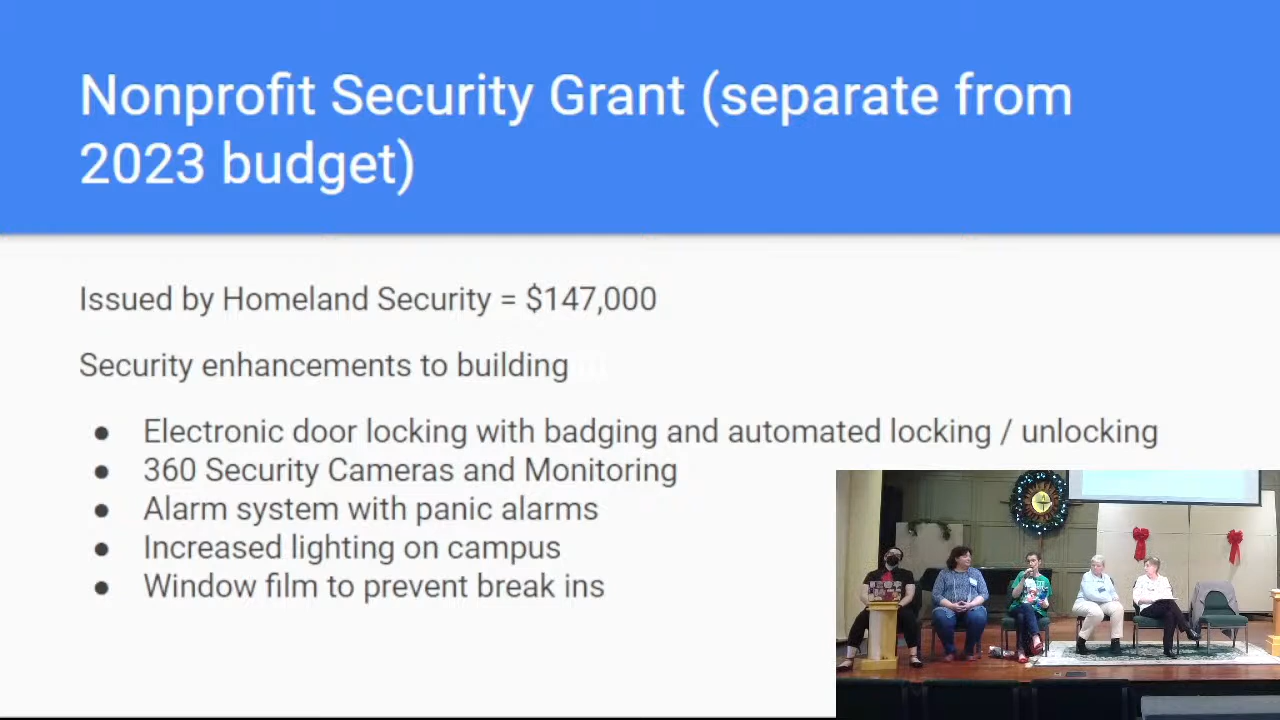 Nonprofit Security Grant (separate from
2023 budget)
Issued by Homeland Security = $147,000
Security enhancements to building
● Electronic door locking with badging and automated locking / unlocking
● 360 Security Cameras and Monitoring
● Alarm system with panic alarms
● Increased lighting on campus
● Window film to prevent break ins